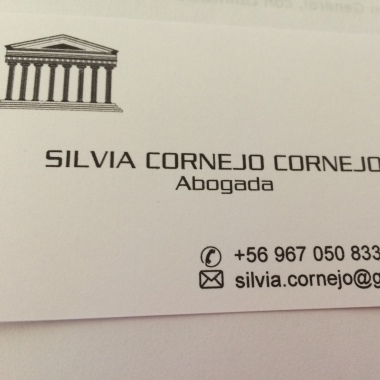 SILVIA CORNEJO CORNEJO
Abogada
+56 967 050 833
silvia.cornejo@g